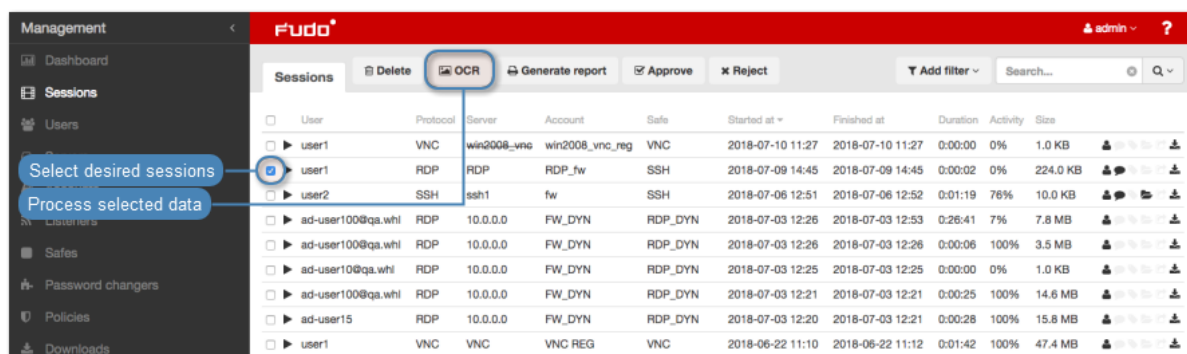 Management
Fudo
admin
?
Dashboard
Sessions
Users
Listeners
Safes
Password changers
Policies
Downloads
Select desired sessions
Process selected data
Sessions
Delete
OCR
Generate report
Approve
Reject
Add filter
Search...
User Protocol Server Account Safe Started at Finished at Duration Activity Size
user1 VNC win2008_vnc win2008_vnc_reg VNC 2018-07-10 11:27 2018-07-10 11:27 0:00:00 0% 1.0 KB
user1 RDP RDP RDP_fw SSH 2018-07-09 14:45 2018-07-09 14:45 0:00:02 0% 224.0 KB
user2 SSH ssh1 fw SSH 2018-07-06 12:51 2018-07-06 12:52 0:01:19 76% 10.0 KB
ad-user100@qa.whl RDP 10.0.0.0 FW_DYN RDP_DYN 2018-07-03 12:26 2018-07-03 12:53 0:26:41 7% 7.8 MB
ad-user100@qa.whl RDP 10.0.0.0 FW_DYN RDP_DYN 2018-07-03 12:26 2018-07-03 12:26 0:00:06 100% 3.5 MB
ad-user10@qa.whl RDP 10.0.0.0 FW_DYN RDP_DYN 2018-07-03 12:25 2018-07-03 12:25 0:00:00 0% 1.0 KB
ad-user100@qa.whl RDP 10.0.0.0 FW_DYN RDP_DYN 2018-07-03 12:21 2018-07-03 12:21 0:00:25 100% 14.6 MB
ad-user15 RDP 10.0.0.0 FW_DYN RDP_DYN 2018-07-03 12:20 2018-07-03 12:21 0:00:28 100% 15.8 MB
user1 VNC VNC VNC REG VNC 2018-06-22 11:10 2018-06-22 11:12 0:01:42 100% 47.4 MB